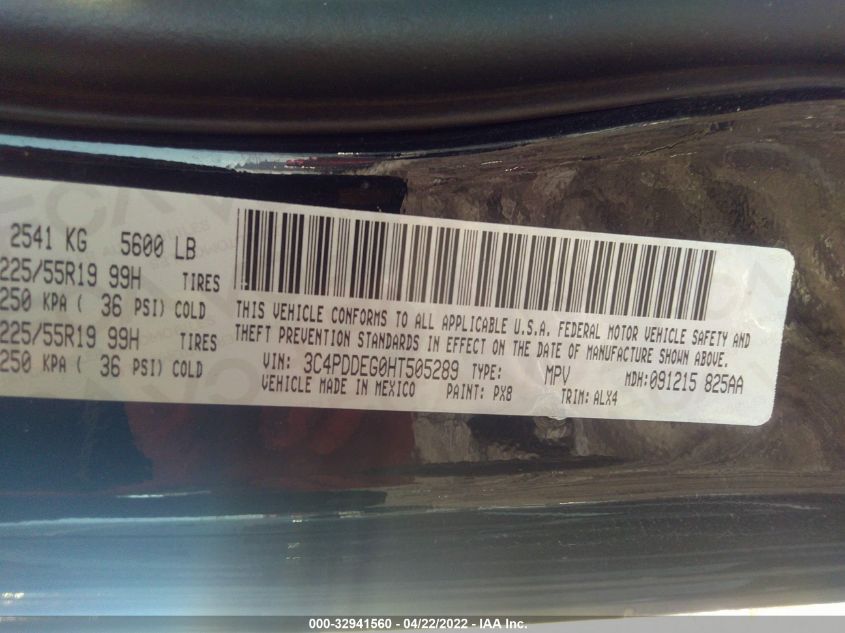 2541 KG 5600 LB
225/55R19 99H TIRES
250 KPA ( 36 PSI) COLD
225/55R19 99H TIRES
250 KPA ( 36 PSI) COLD
THIS VEHICLE CONFORMS TO ALL APPLICABLE U.S.A. FEDERAL MOTOR VEHICLE SAFETY AND
THEFT PREVENTION STANDARDS IN EFFECT ON THE DATE OF MANUFACTURE SHOWN ABOVE.
VIN: 3C4PDDEG0HT505289 TYPE: MPV MDH:091215 825AA
VEHICLE MADE IN MEXICO PAINT: PX8 TRIM: ALX4
000-32941560 - 04/22/2022 - IAA Inc.